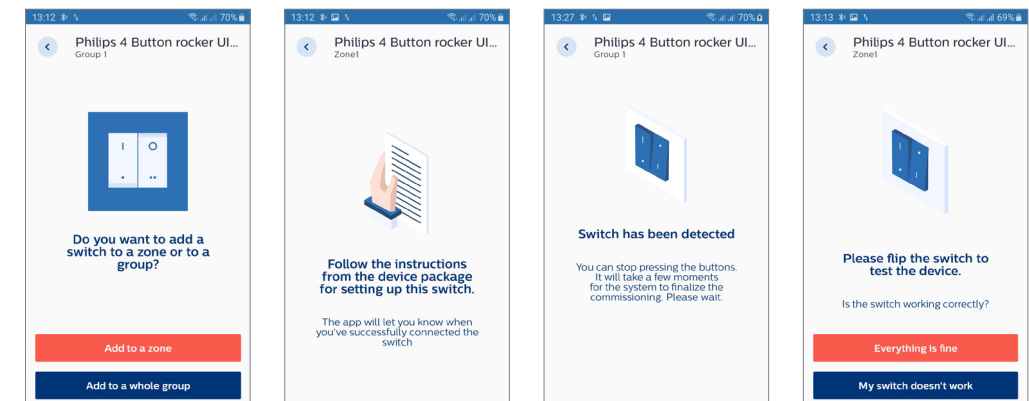 13:12 70%
Philips 4 Button rocker UI...
Group 1
I O
Do you want to add a
switch to a zone or to a
group?
Add to a zone
Add to a whole group
13:12 70%
Philips 4 Button rocker UI...
Zone1
Follow the instructions
from the device package
for setting up this switch.
The app will let you know when
you've successfully connected the
switch
13:27 70%
Philips 4 Button rocker UI...
Group 1
Switch has been detected
You can stop pressing the buttons.
It will take a few moments
for the system to finalize the
commissioning. Please wait.
13:13 69%
Philips 4 Button rocker UI...
Zone1
Please flip the switch to
test the device.
Is the switch working correctly?
Everything is fine
My switch doesn't work